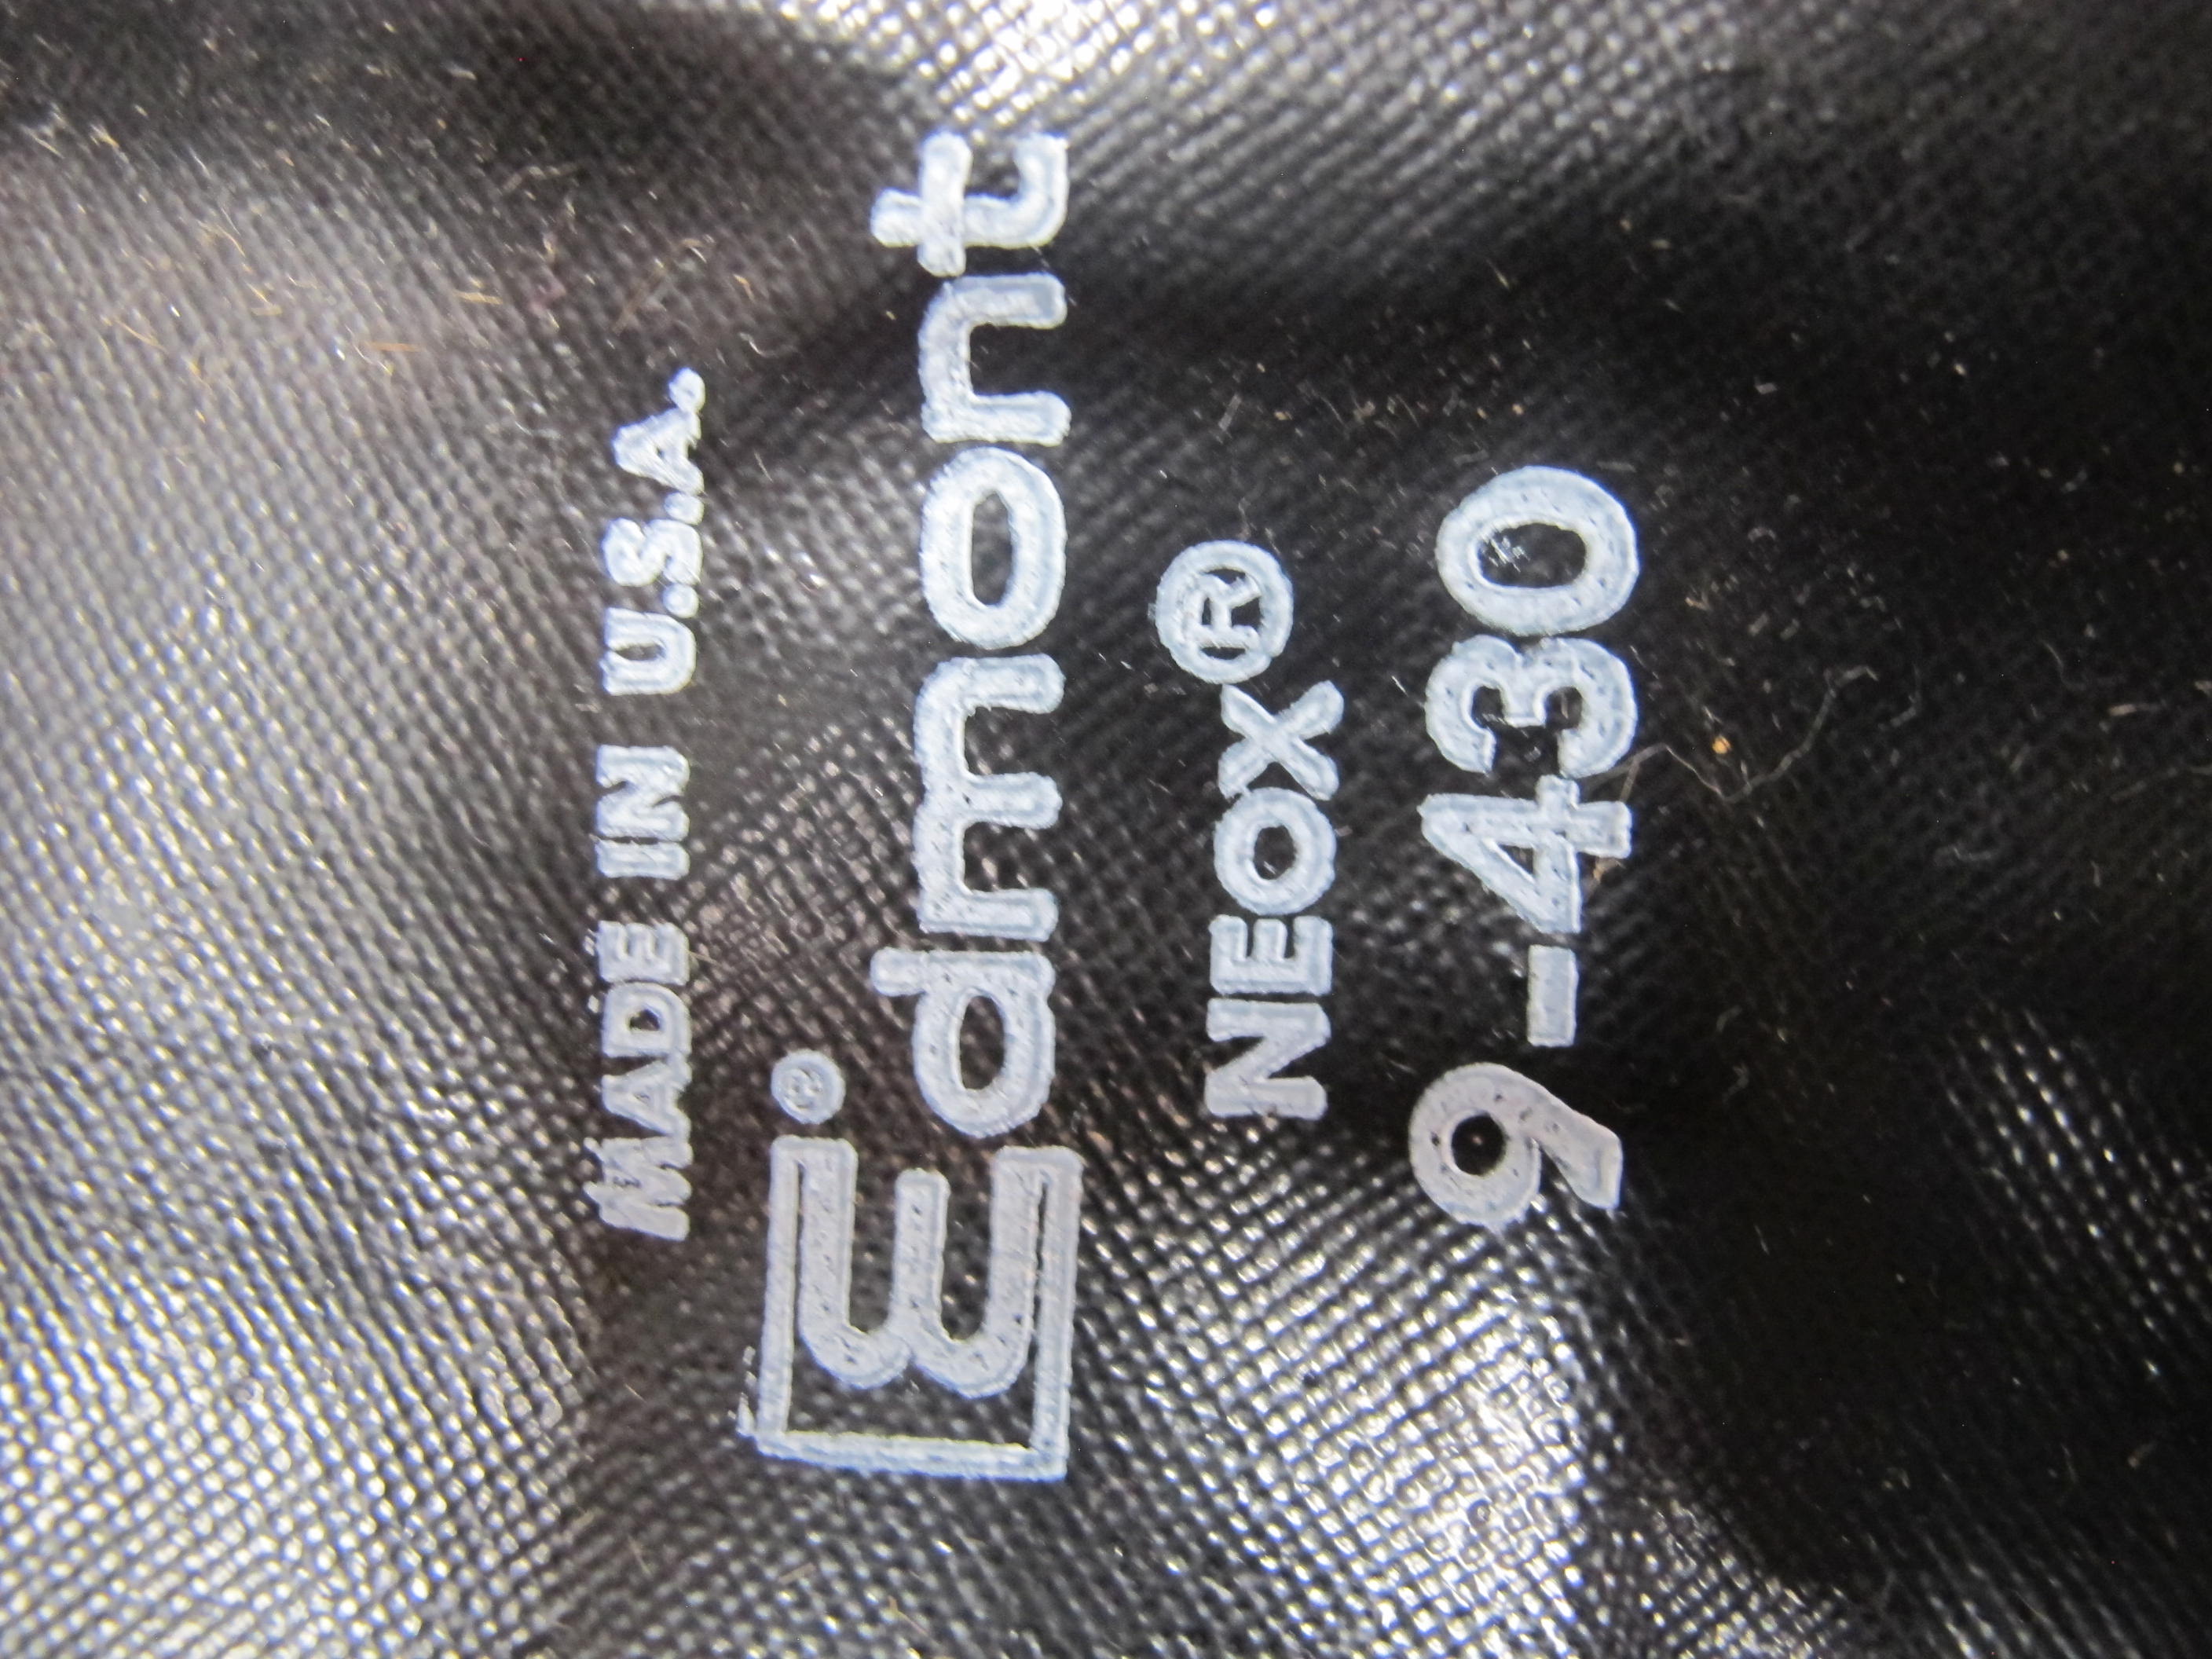 MADE IN U.S.A.
Edmont ®
NEOX®
9-430